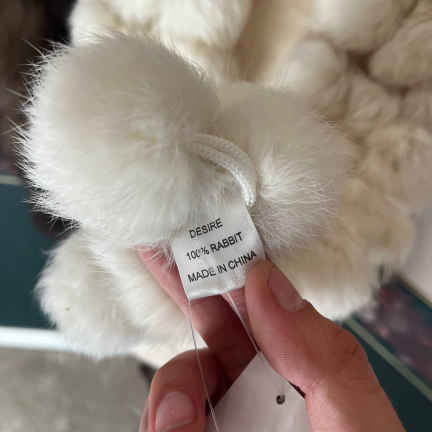 DESIRE
100% RABBIT
MADE IN CHINA